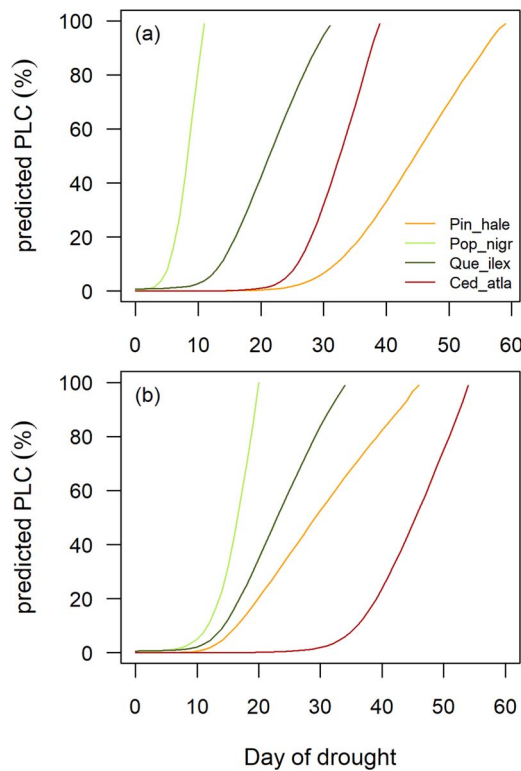 (a)
100
80
60
40
20
0
predicted PLC (%)
Pin_hale
Pop_nigr
Que_ilex
Ced_atla
0 10 20 30 40 50 60
(b)
100
80
60
40
20
0
predicted PLC (%)
0 10 20 30 40 50 60
Day of drought